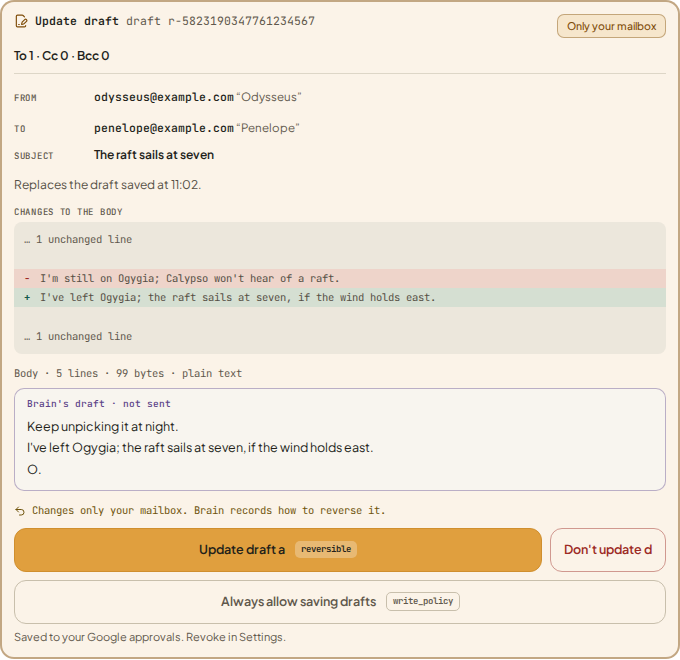 Update draft draft r-5823190347761234567
Only your mailbox
To 1 · Cc 0 · Bcc 0
FROM odysseus@example.com “Odysseus”
TO penelope@example.com “Penelope”
SUBJECT The raft sails at seven
Replaces the draft saved at 11:02.
CHANGES TO THE BODY
… 1 unchanged line
- I'm still on Ogygia; Calypso won't hear of a raft.
+ I've left Ogygia; the raft sails at seven, if the wind holds east.
… 1 unchanged line
Body · 5 lines · 99 bytes · plain text
Brain's draft · not sent
Keep unpicking it at night.
I've left Ogygia; the raft sails at seven, if the wind holds east.
O.
Changes only your mailbox. Brain records how to reverse it.
Update draft a reversible
Don't update d
Always allow saving drafts write_policy
Saved to your Google approvals. Revoke in Settings.